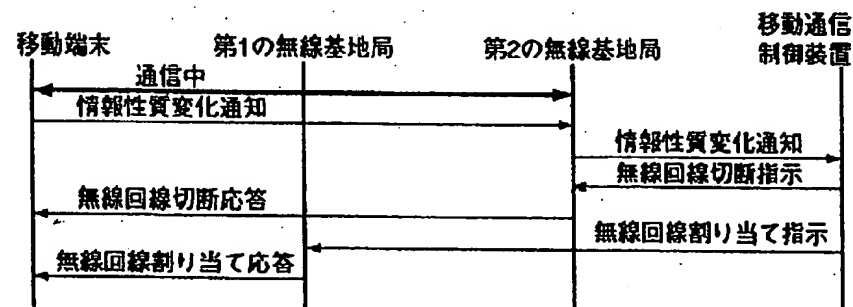 移動端末
第1の無線基地局
第2の無線基地局
移動通信
制御装置
通信中
情報性質変化通知
情報性質変化通知
無線回線切断指示
無線回線切断応答
無線回線割り当て指示
無線回線割り当て応答